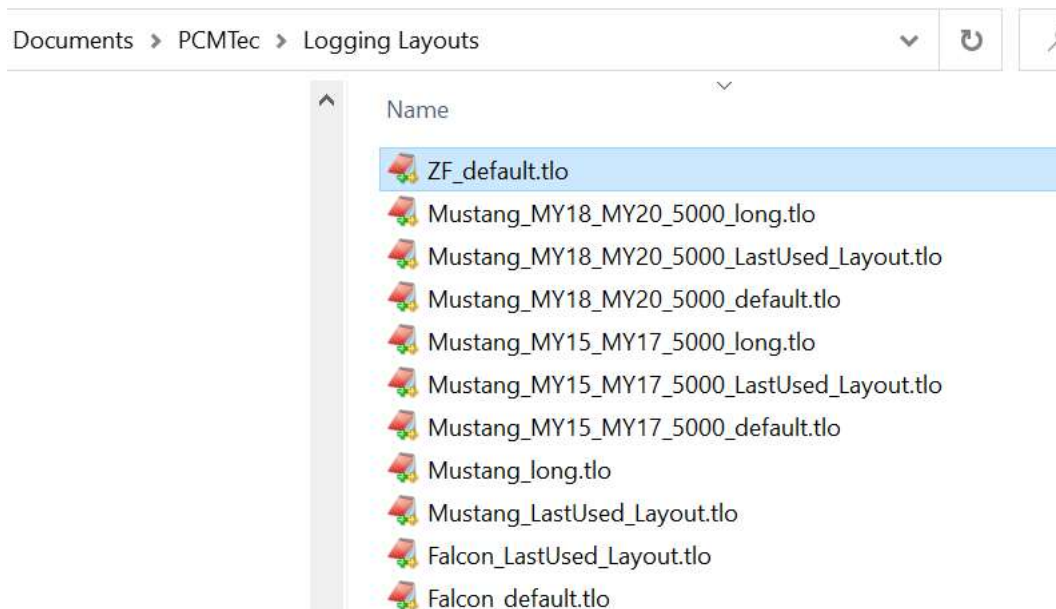 Documents > PCMTec > Logging Layouts
Name
ZF_default.tlo
Mustang_MY18_MY20_5000_long.tlo
Mustang_MY18_MY20_5000_LastUsed_Layout.tlo
Mustang_MY18_MY20_5000_default.tlo
Mustang_MY15_MY17_5000_long.tlo
Mustang_MY15_MY17_5000_LastUsed_Layout.tlo
Mustang_MY15_MY17_5000_default.tlo
Mustang_long.tlo
Mustang_LastUsed_Layout.tlo
Falcon_LastUsed_Layout.tlo
Falcon_default.tlo